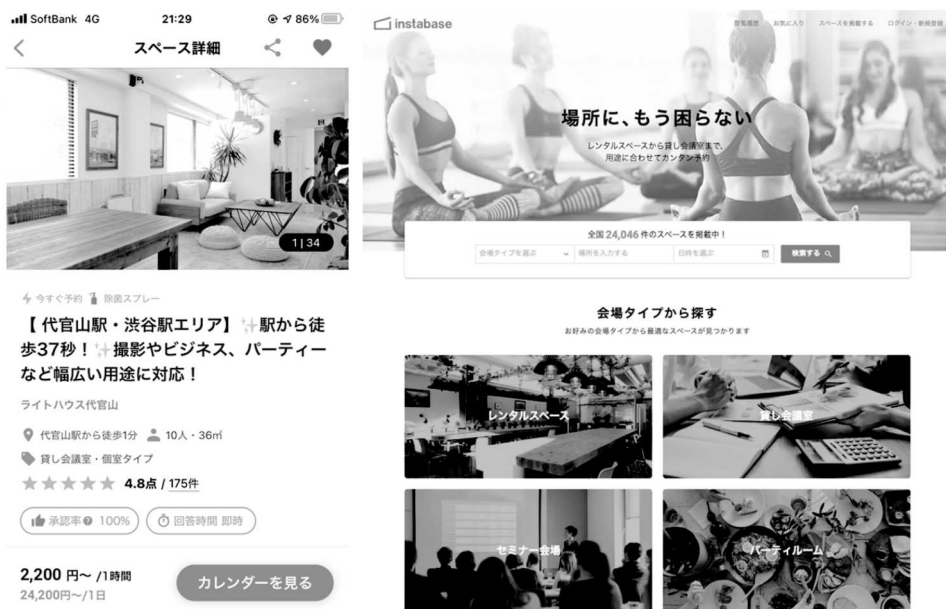 SoftBank 4G 21:29 86%
スペース詳細
1 | 34
今すぐ予約 除菌スプレー
【 代官山駅・渋谷駅エリア】✨駅から徒
歩37秒！✨撮影やビジネス、パーティー
など幅広い用途に対応！
ライトハウス代官山
代官山駅から徒歩1分 10人・36㎡
貸し会議室・個室タイプ
★★★★★ 4.8点 / 175件
承認率 ? 100% 回答時間 即時
2,200 円〜 /1時間
24,200円〜/1日
カレンダーを見る
instabase
閲覧履歴 お気に入り スペースを掲載する ログイン・新規登録
場所に、もう困らない
レンタルスペースから貸し会議室まで、
用途に合わせてカンタン予約
全国 24,046 件のスペースを掲載中！
会場タイプを選ぶ 場所を入力する 日時を選ぶ 検索する
会場タイプから探す
お好みの会場タイプから最適なスペースが見つかります
レンタルスペース
貸し会議室
セミナー会場
パーティルーム